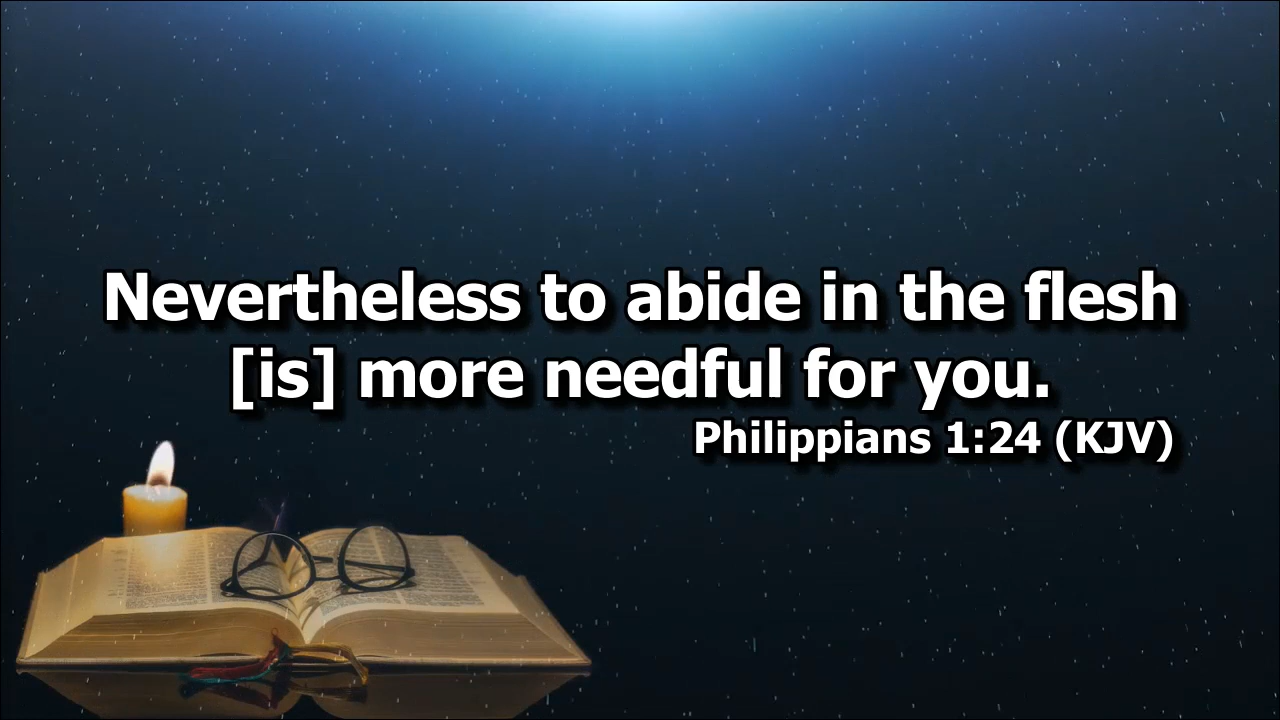 Nevertheless to abide in the flesh
[is] more needful for you.
Philippians 1:24 (KJV)